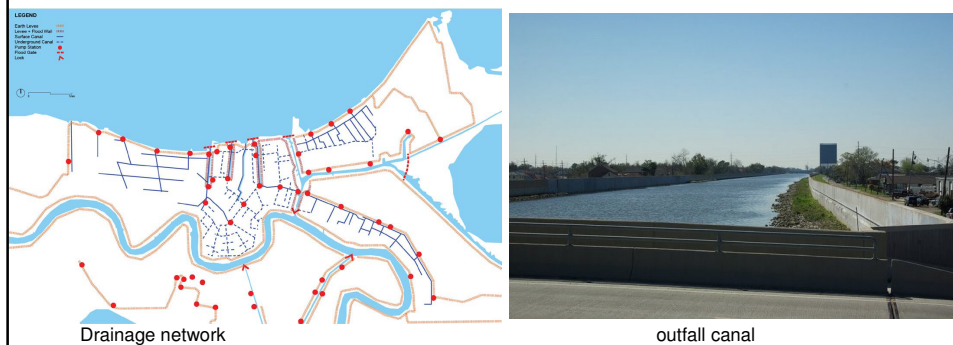 LEGEND
Earth Levee
Levee + Flood Wall
Surface Canal
Underground Canal
Pump Station
Flood Gate
Lock
Drainage network
outfall canal